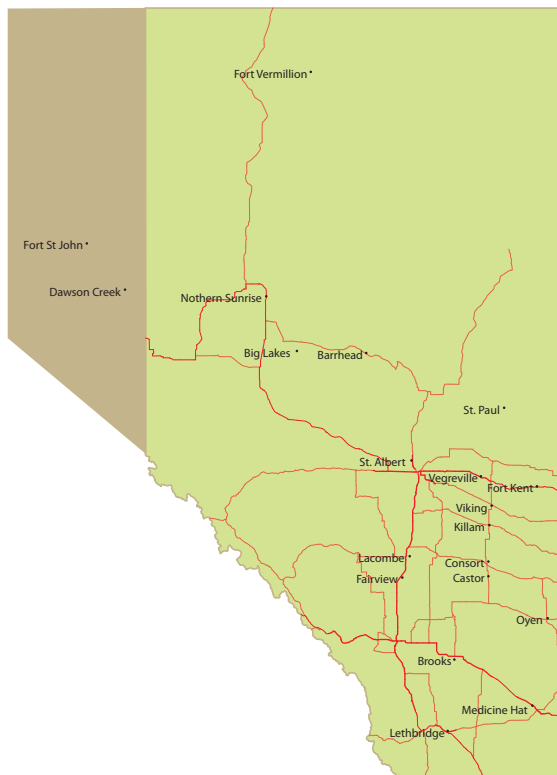 Fort Vermillion
Fort St John
Dawson Creek
Nothern Sunrise
Big Lakes
Barrhead
St. Paul
St. Albert
Vegreville
Fort Kent
Viking
Killam
Lacombe
Consort
Fairview
Castor
Oyen
Brooks
Medicine Hat
Lethbridge